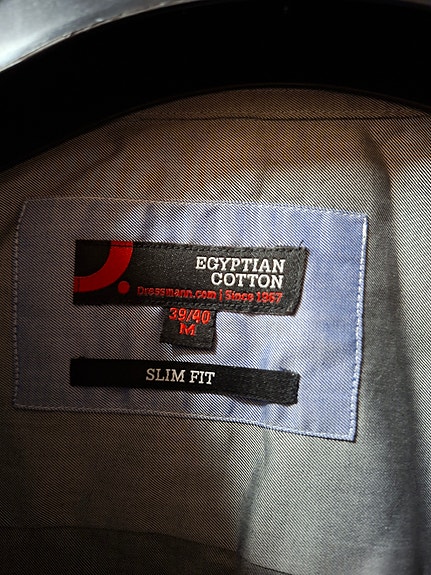 EGYPTIAN
COTTON
Dressmann.com | Since 1967
39/40
M
SLIM FIT